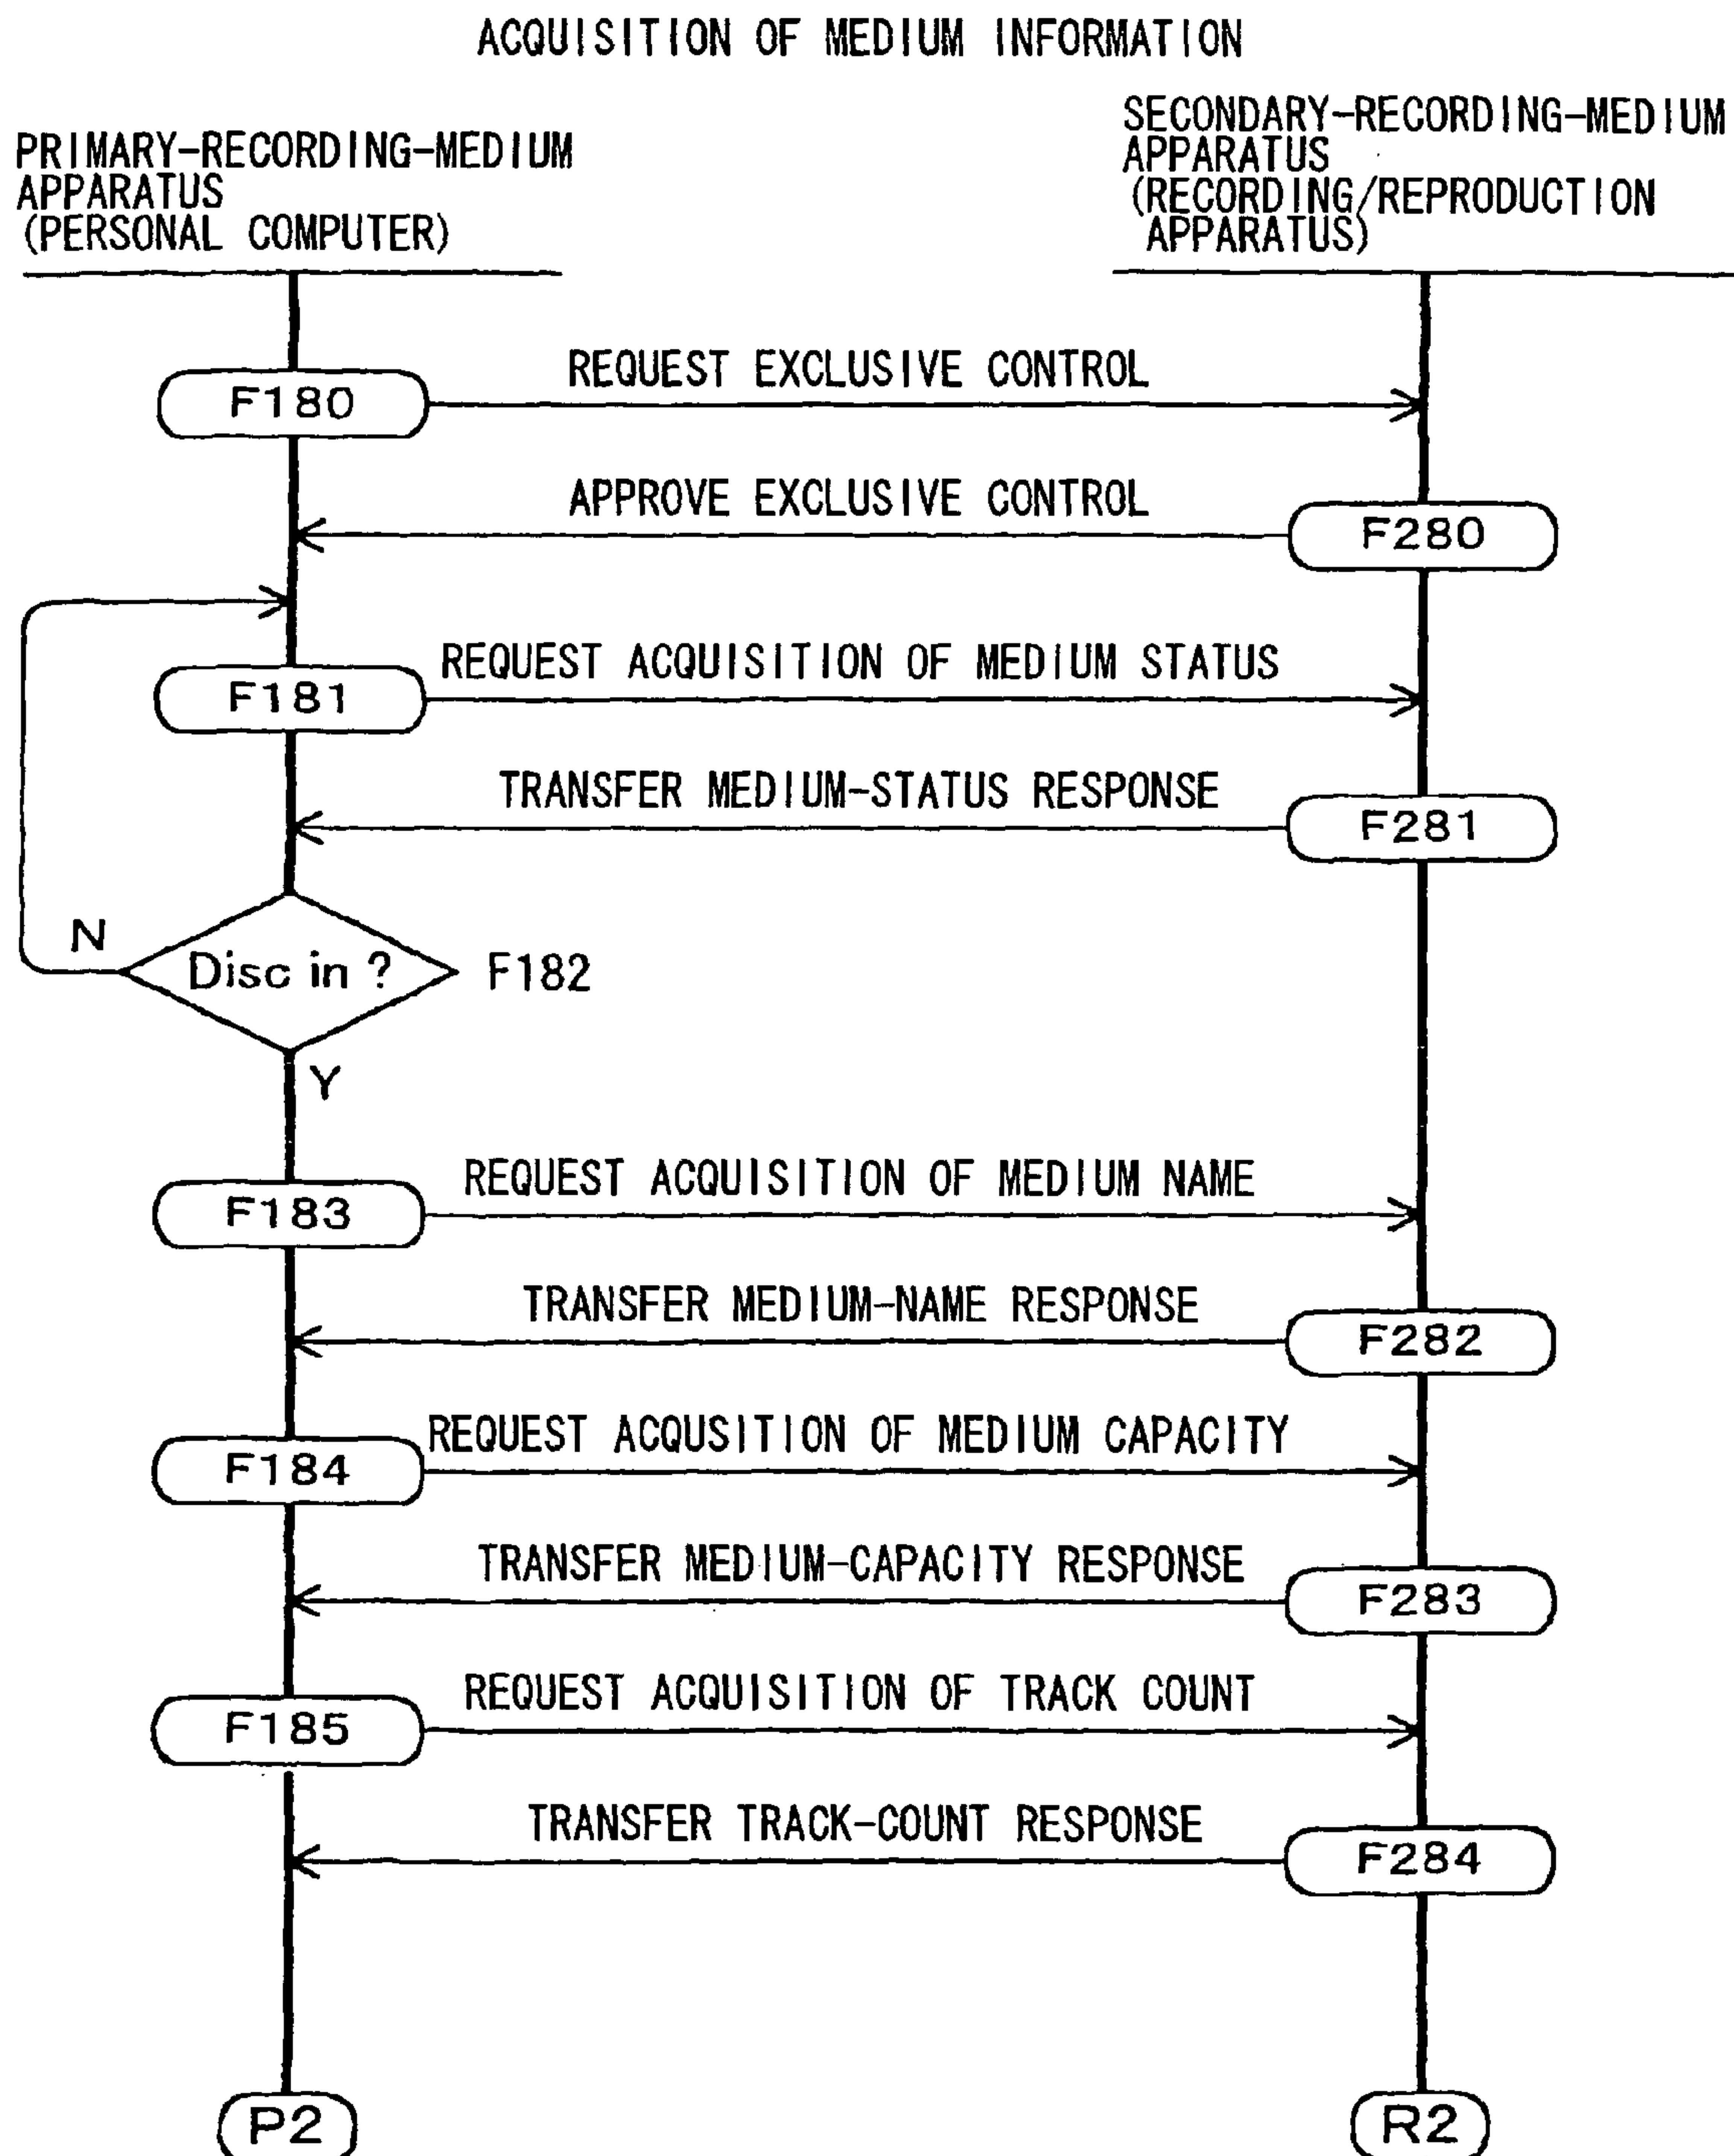 ACQUISITION OF MEDIUM INFORMATION
PRIMARY-RECORDING-MEDIUM
APPARATUS
(PERSONAL COMPUTER)
SECONDARY-RECORDING-MEDIUM
APPARATUS
(RECORDING/REPRODUCTION
APPARATUS)
REQUEST EXCLUSIVE CONTROL
F180
APPROVE EXCLUSIVE CONTROL
F280
REQUEST ACQUISITION OF MEDIUM STATUS
F181
TRANSFER MEDIUM-STATUS RESPONSE
F281
N
Disc in ?
F182
Y
REQUEST ACQUISITION OF MEDIUM NAME
F183
TRANSFER MEDIUM-NAME RESPONSE
F282
REQUEST ACQUSITION OF MEDIUM CAPACITY
F184
TRANSFER MEDIUM-CAPACITY RESPONSE
F283
REQUEST ACQUISITION OF TRACK COUNT
F185
TRANSFER TRACK-COUNT RESPONSE
F284
P2
R2